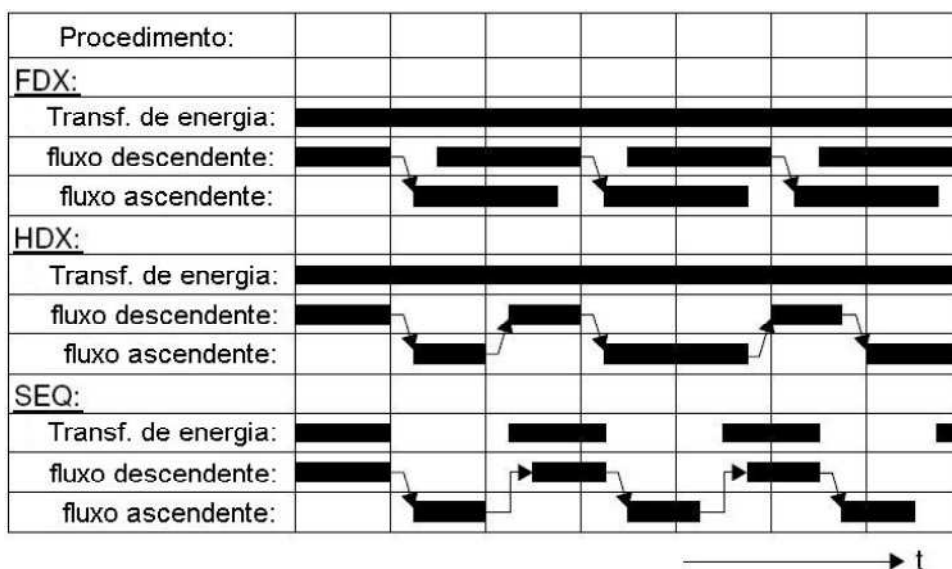 Procedimento:
FDX:
Transf. de energia:
fluxo descendente:
fluxo ascendente:
HDX:
Transf. de energia:
fluxo descendente:
fluxo ascendente:
SEQ:
Transf. de energia:
fluxo descendente:
fluxo ascendente:
t